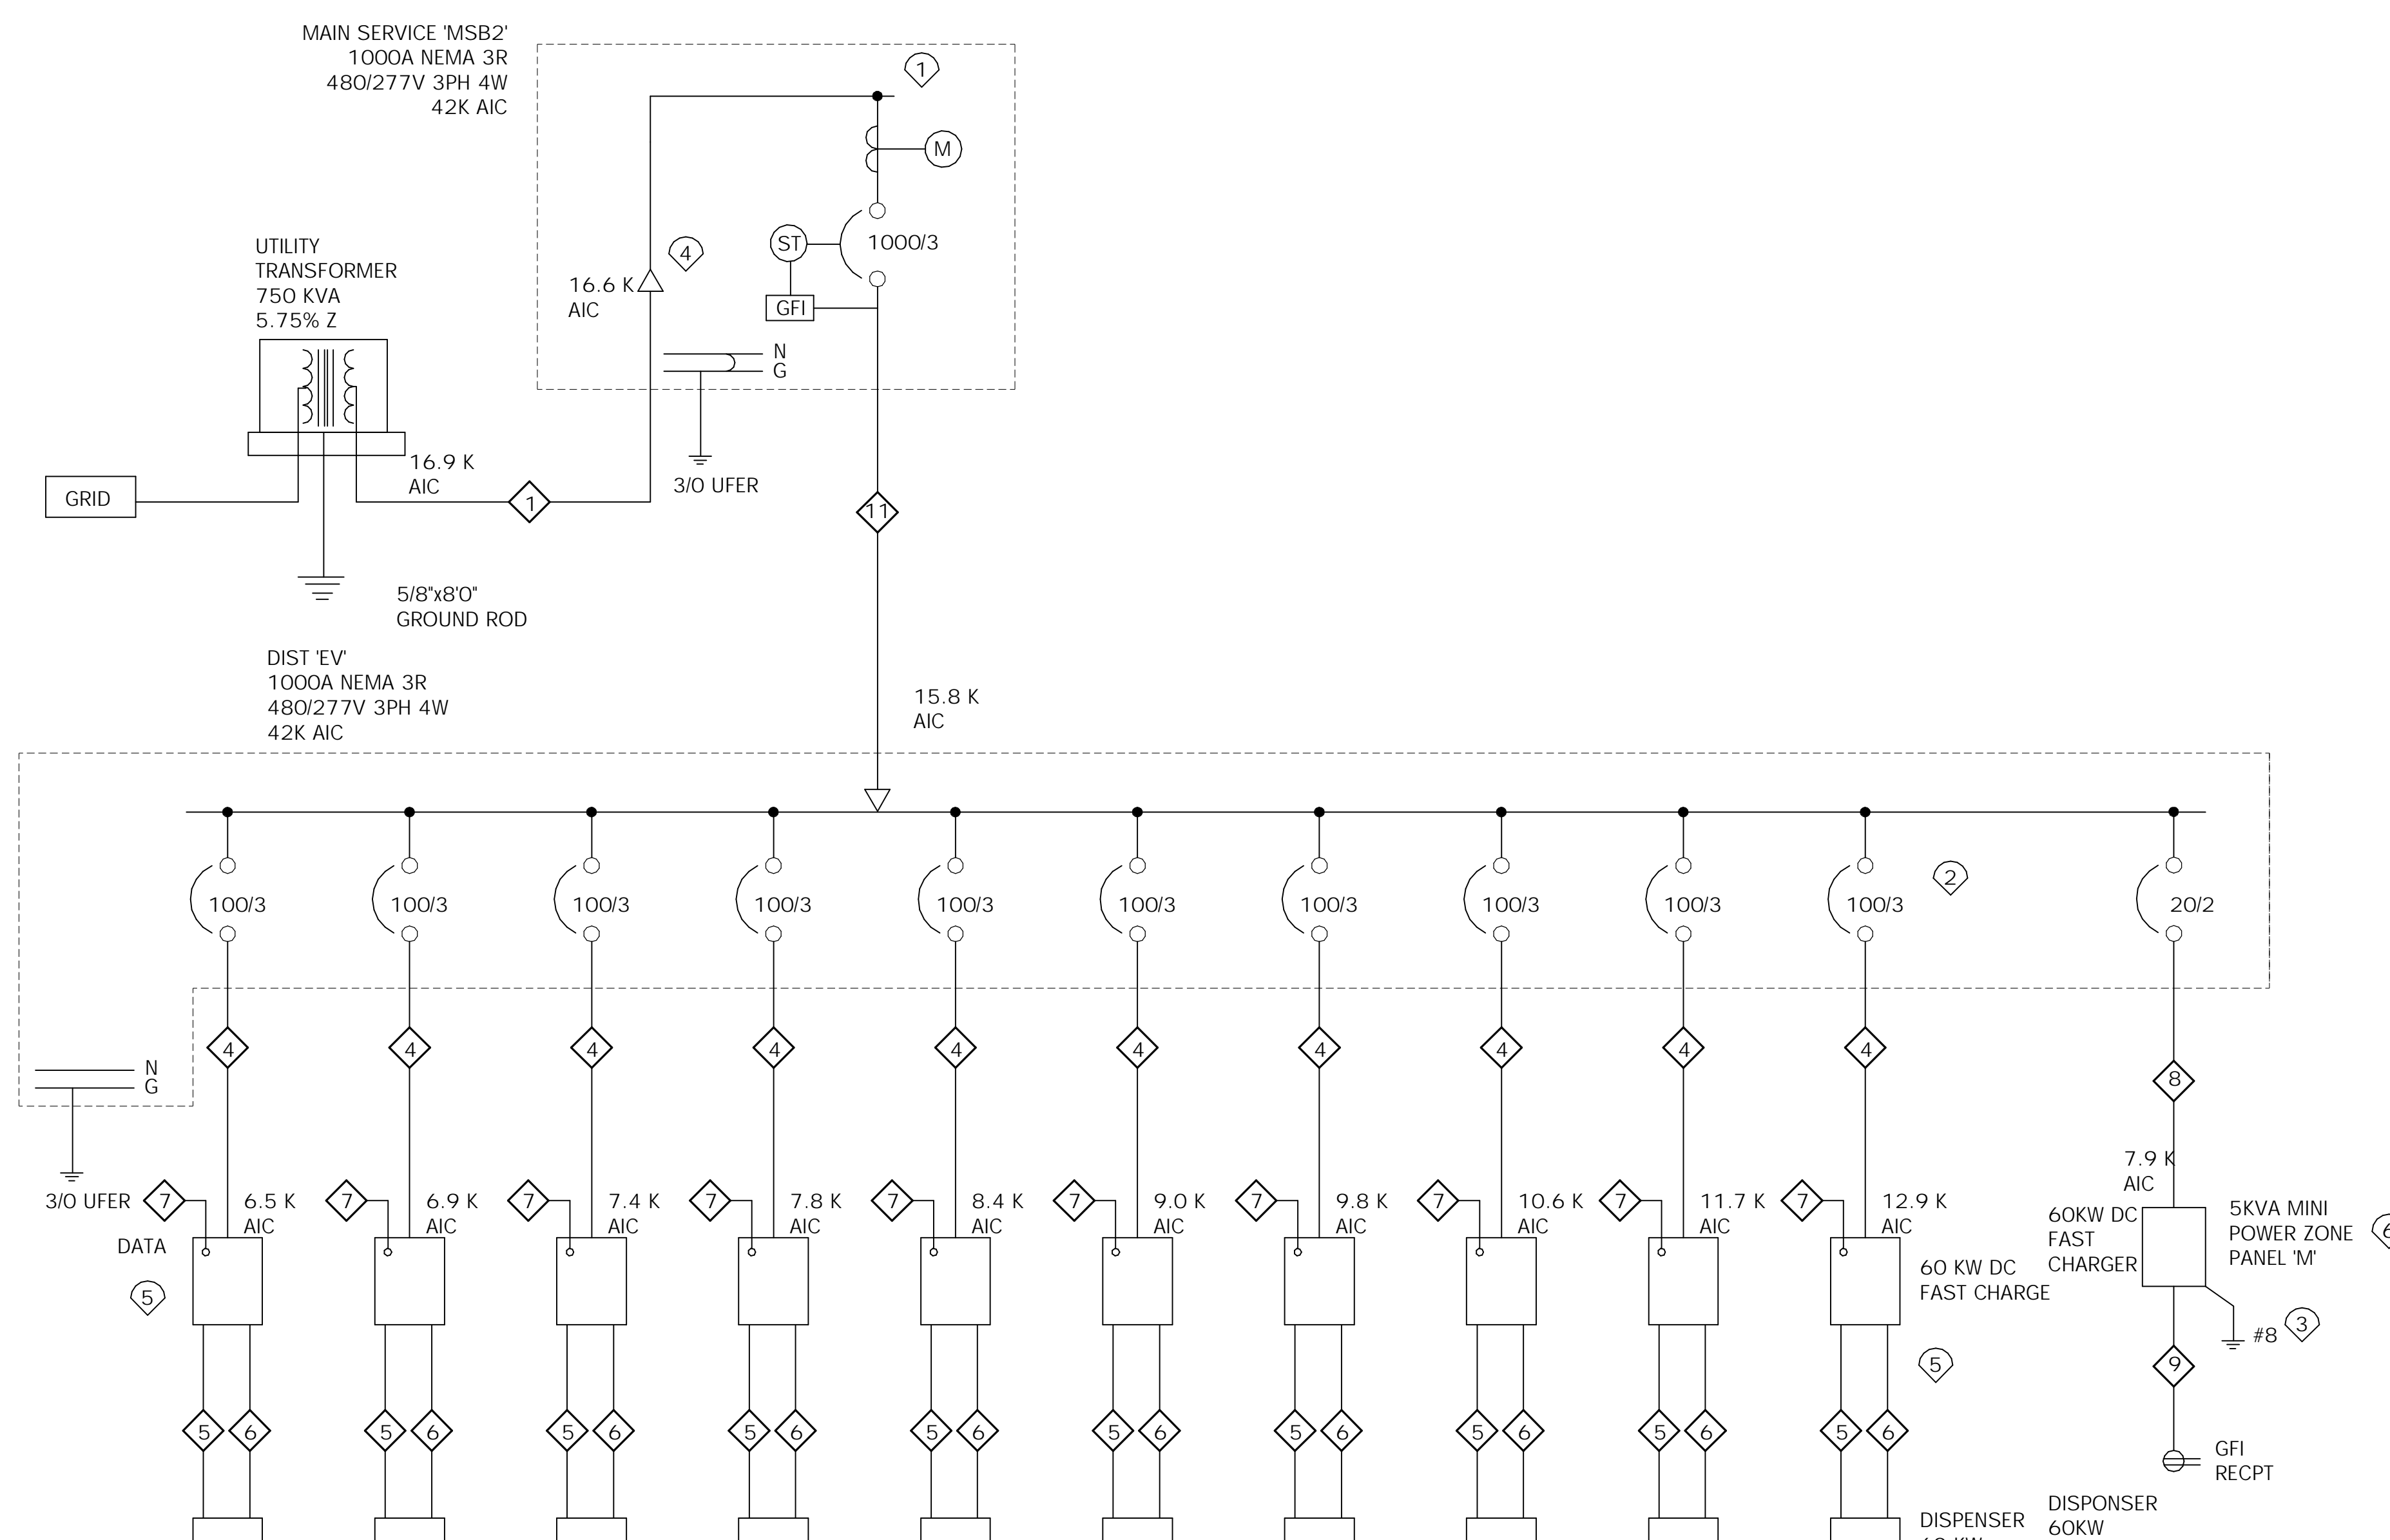 MAIN SERVICE 'MSB2'
1000A NEMA 3R
480/277V 3PH 4W
42K AIC
1
M
ST
1000/3
GFI
4
16.6 K
AIC
N
G
3/0 UFER
UTILITY
TRANSFORMER
750 KVA
5.75% Z
16.9 K
AIC
GRID
1
11
5/8"x8'0"
GROUND ROD
DIST 'EV'
1000A NEMA 3R
480/277V 3PH 4W
42K AIC
15.8 K
AIC
100/3 100/3 100/3 100/3 100/3 100/3 100/3 100/3 100/3 100/3 2 20/2
4 4 4 4 4 4 4 4 4 4
8
N
G
3/0 UFER
7 7 7 7 7 7 7 7 7 7
6.5 K
AIC
6.9 K
AIC
7.4 K
AIC
7.8 K
AIC
8.4 K
AIC
9.0 K
AIC
9.8 K
AIC
10.6 K
AIC
11.7 K
AIC
12.9 K
AIC
7.9 K
AIC
DATA
5
60 KW DC
FAST CHARGE
5
60KW DC
FAST
CHARGER
5KVA MINI
POWER ZONE
PANEL 'M'
6
#8
3
9
5 6 5 6 5 6 5 6 5 6 5 6 5 6 5 6 5 6 5 6
GFI
RECPT
DISPENSER
60 KW
DISPONSER
60KW